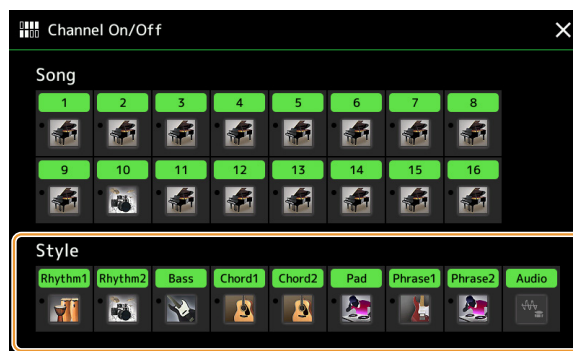 Channel On/Off
Song
1 2 3 4 5 6 7 8
9 10 11 12 13 14 15 16
Style
Rhythm1 Rhythm2 Bass Chord1 Chord2 Pad Phrase1 Phrase2 Audio